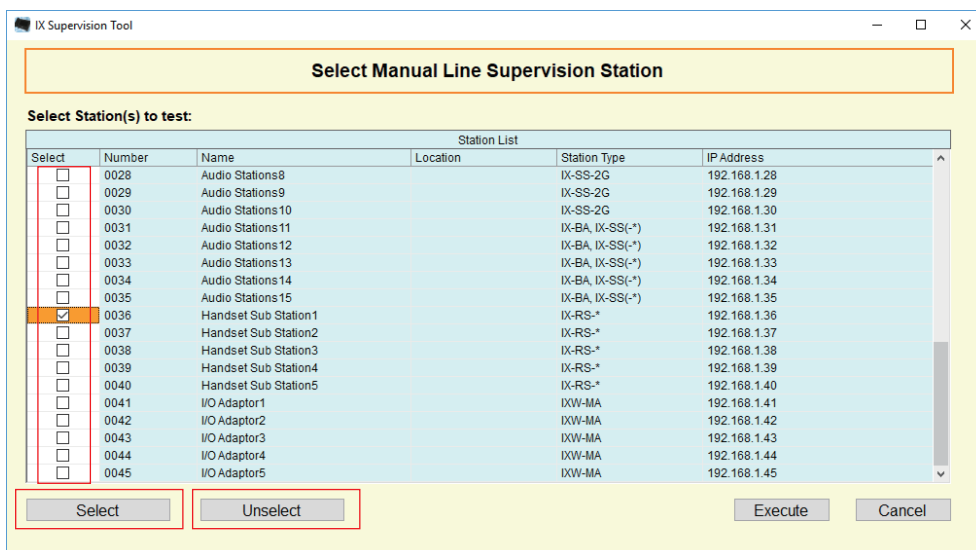 IX Supervision Tool
Select Manual Line Supervision Station
Select Station(s) to test:
Station List
Select Number Name Location Station Type IP Address
0028 Audio Stations8 IX-SS-2G 192.168.1.28
0029 Audio Stations9 IX-SS-2G 192.168.1.29
0030 Audio Stations10 IX-SS-2G 192.168.1.30
0031 Audio Stations11 IX-BA, IX-SS(-*) 192.168.1.31
0032 Audio Stations12 IX-BA, IX-SS(-*) 192.168.1.32
0033 Audio Stations13 IX-BA, IX-SS(-*) 192.168.1.33
0034 Audio Stations14 IX-BA, IX-SS(-*) 192.168.1.34
0035 Audio Stations15 IX-BA, IX-SS(-*) 192.168.1.35
0036 Handset Sub Station1 IX-RS-* 192.168.1.36
0037 Handset Sub Station2 IX-RS-* 192.168.1.37
0038 Handset Sub Station3 IX-RS-* 192.168.1.38
0039 Handset Sub Station4 IX-RS-* 192.168.1.39
0040 Handset Sub Station5 IX-RS-* 192.168.1.40
0041 I/O Adaptor1 IXW-MA 192.168.1.41
0042 I/O Adaptor2 IXW-MA 192.168.1.42
0043 I/O Adaptor3 IXW-MA 192.168.1.43
0044 I/O Adaptor4 IXW-MA 192.168.1.44
0045 I/O Adaptor5 IXW-MA 192.168.1.45
Select Unselect Execute Cancel